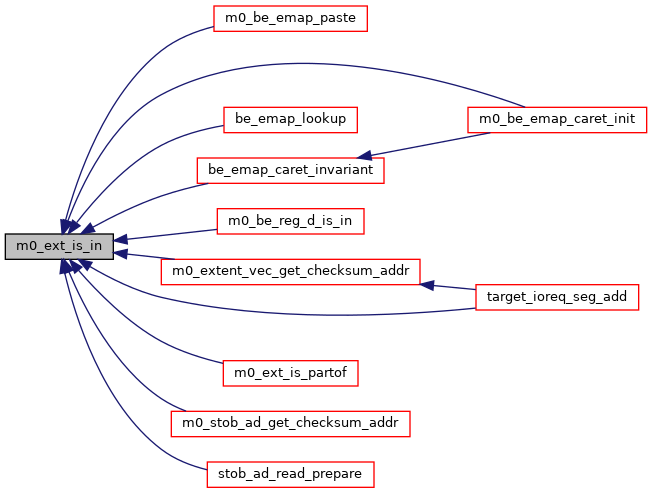 m0_be_emap_paste
m0_be_emap_caret_init
be_emap_lookup
be_emap_caret_invariant
m0_be_reg_d_is_in
m0_ext_is_in
m0_extent_vec_get_checksum_addr
target_ioreq_seg_add
m0_ext_is_partof
m0_stob_ad_get_checksum_addr
stob_ad_read_prepare